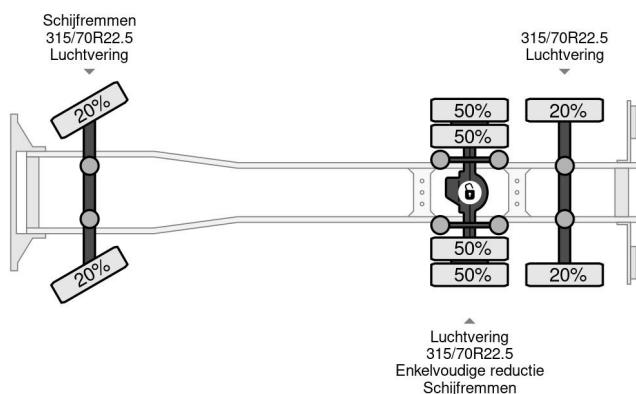 Schijfremmen
315/70R22.5
Luchtvering
315/70R22.5
Luchtvering
20%
50%
20%
50%
50%
20%
50%
20%
Luchtvering
315/70R22.5
Enkelvoudige reductie
Schijfremmen